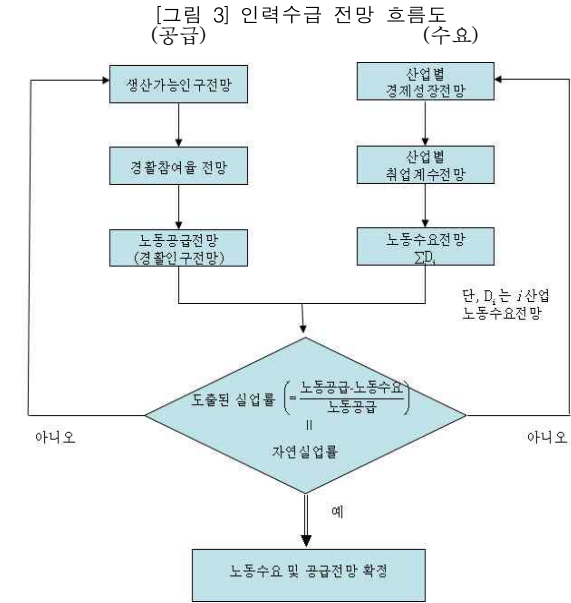 [그림 3] 인력수급 전망 흐름도
(공급)
(수요)
생산가능인구전망
경활참여율 전망
노동공급전망
(경활인구전망)
산업별
경제성장전망
산업별
취업계수전망
노동수요전망
∑Dᵢ
단, Dᵢ는 i산업
노동수요전망
도출된 실업률 (= 노동공급-노동수요
노동공급)
=
자연실업률
아니오
아니오
예
노동수요 및 공급전망 확정